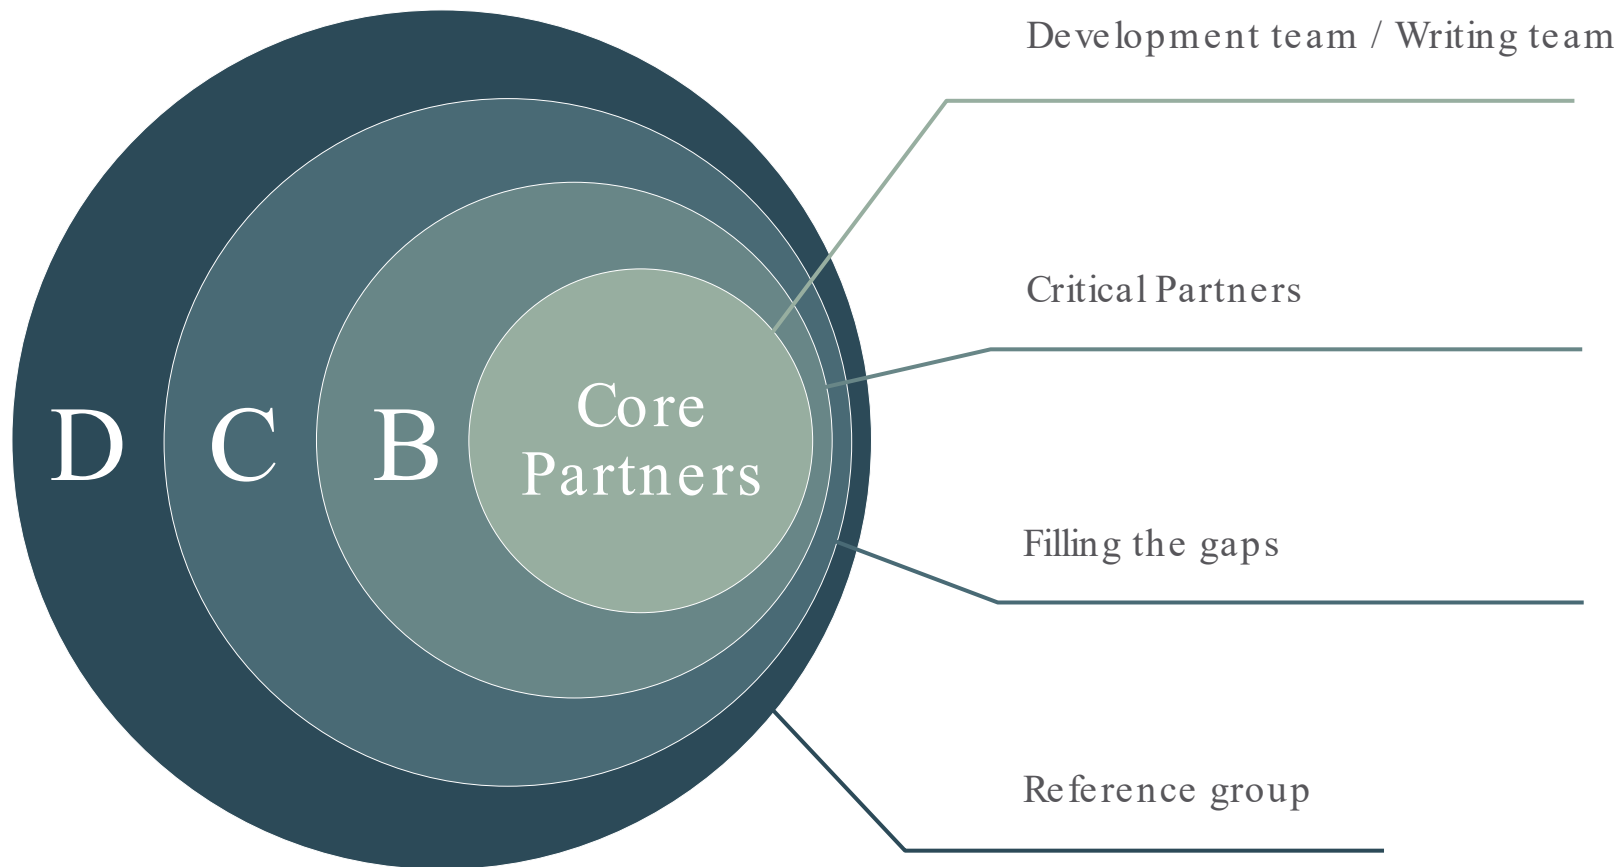 Development team / Writing team
Critical Partners
D
C
B
Core
Partners
Filling the gaps
Reference group